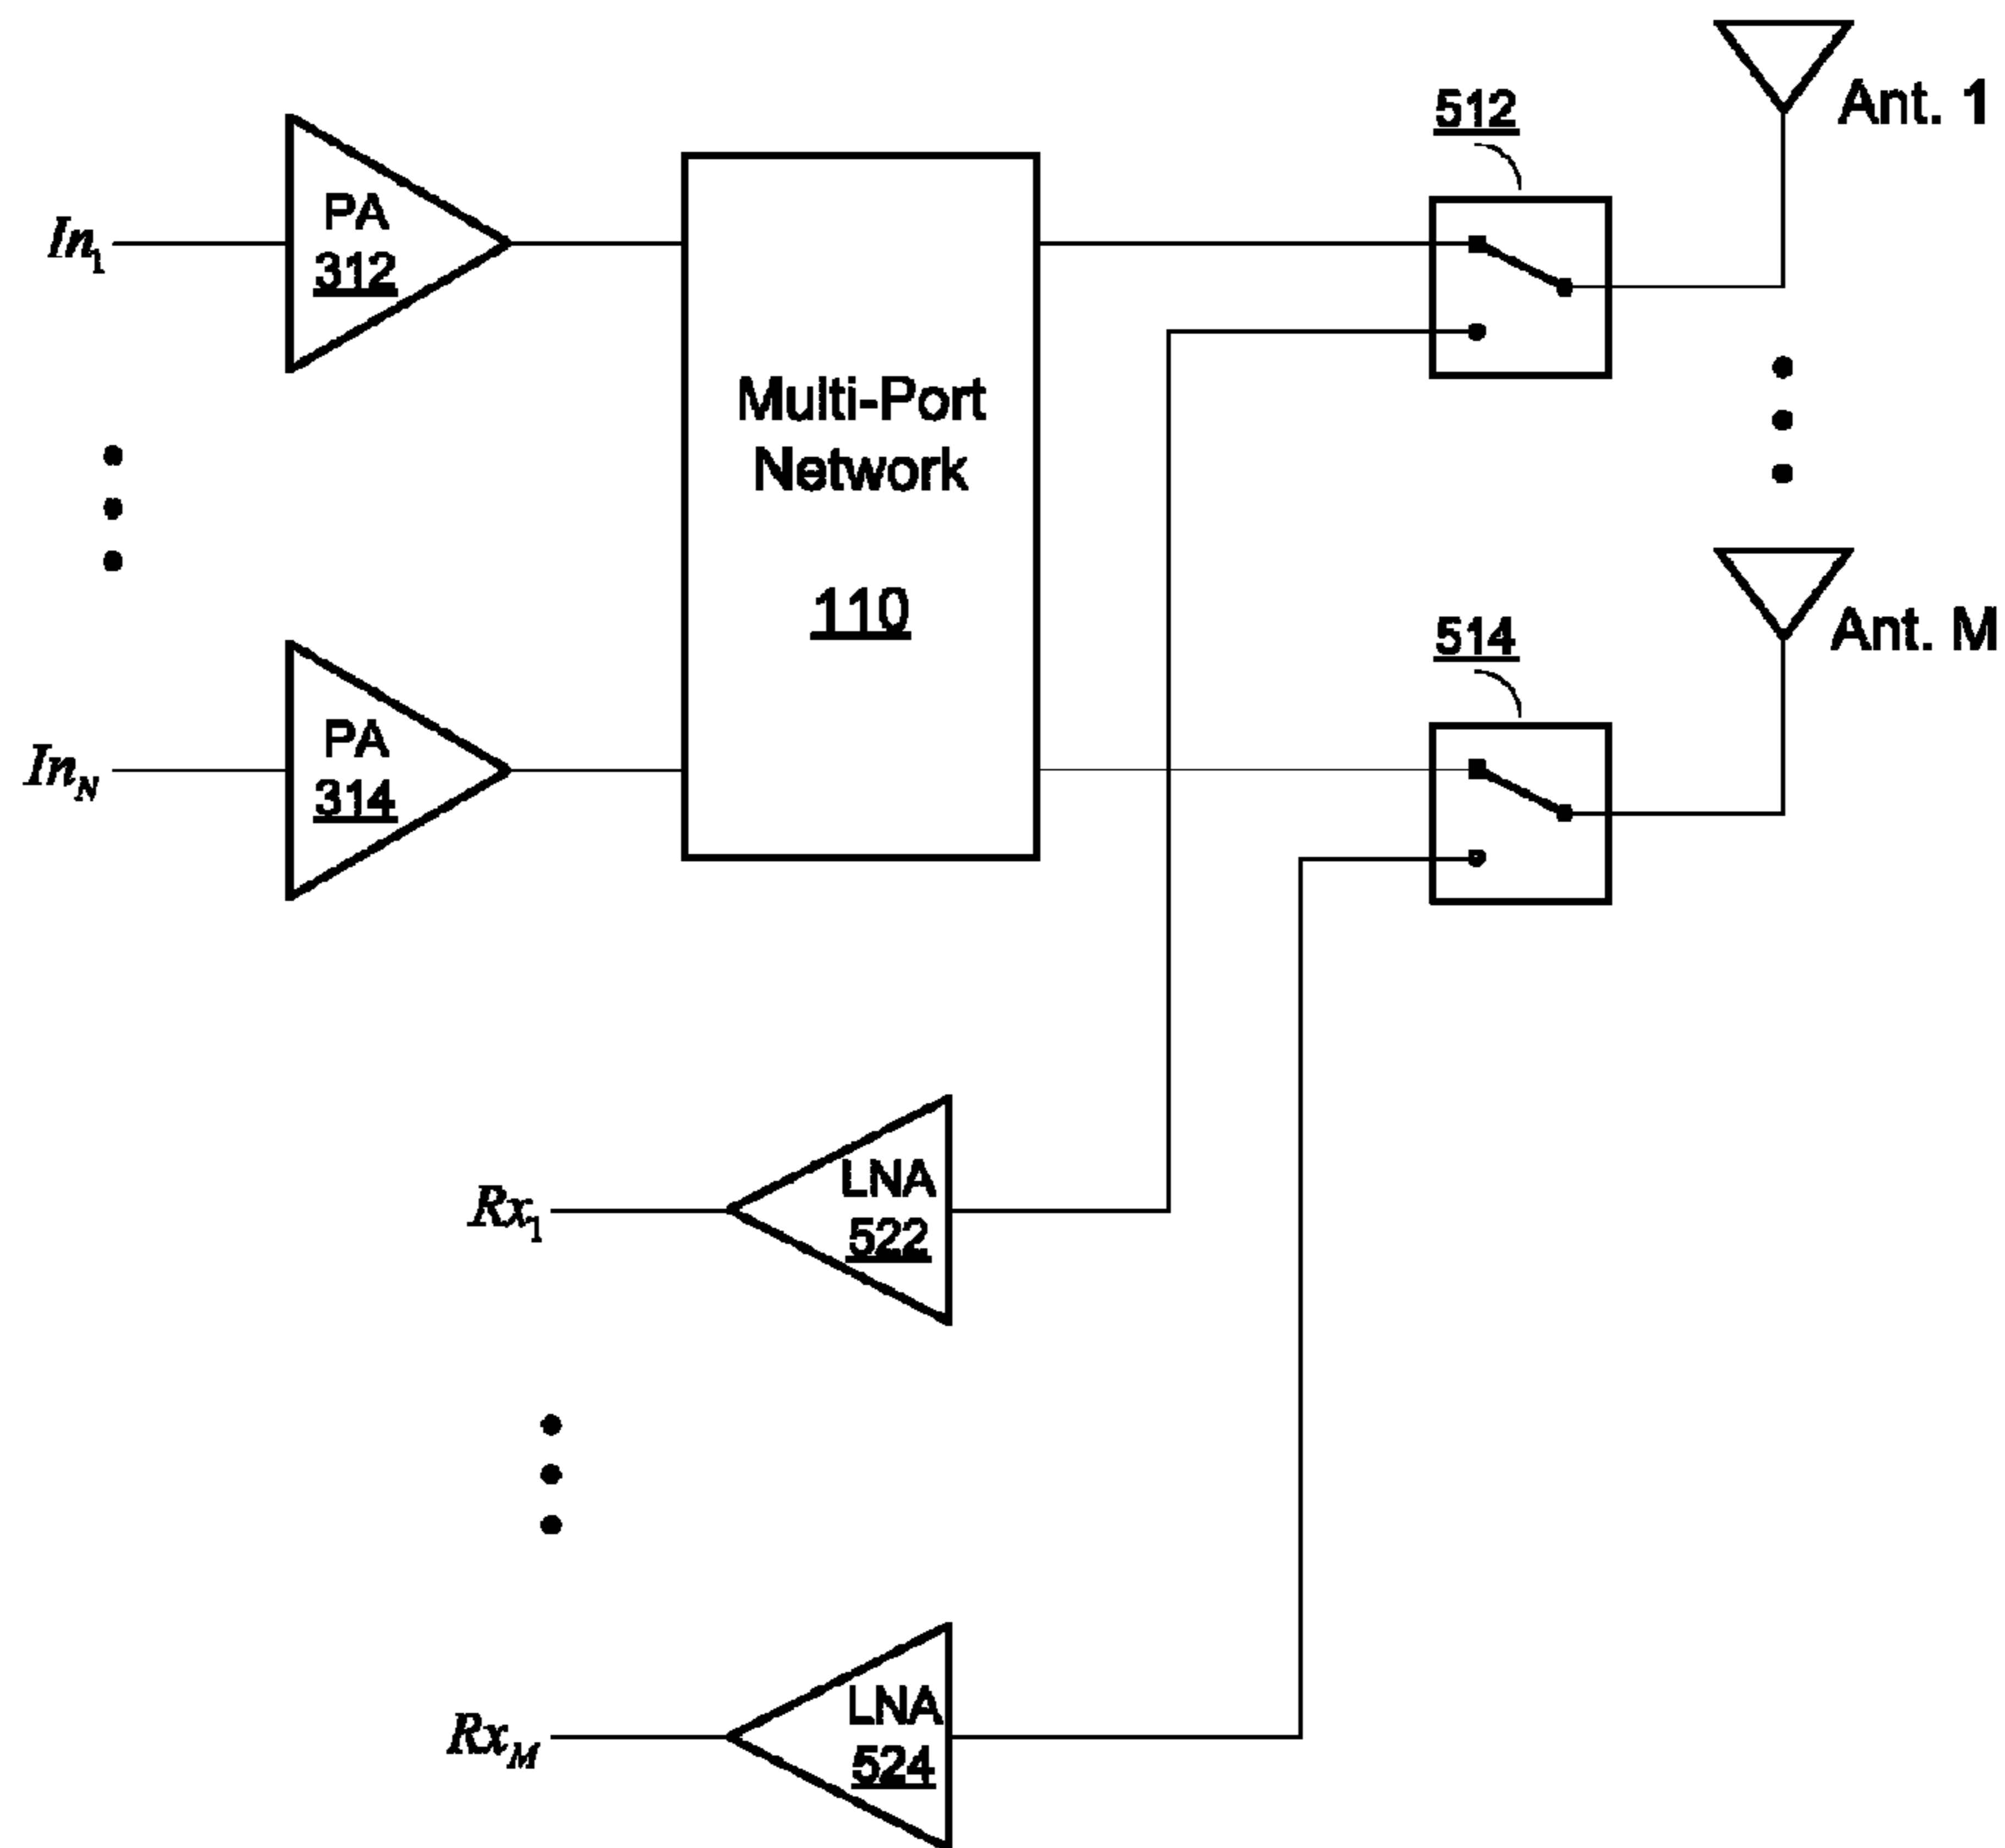 Ant. 1
512
PA
312
In1
Multi-Port
Network
110
Ant. M
514
PA
314
InN
LNA
522
Rx1
LNA
524
RxM